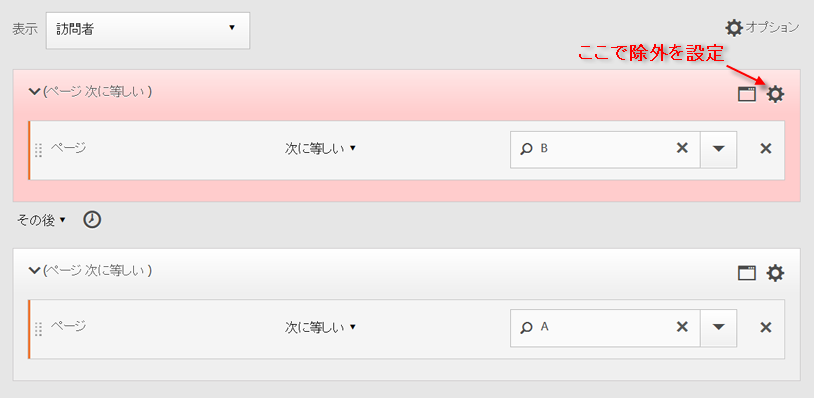 表示 訪問者 オプション
ここで除外を設定
(ページ 次に等しい )
ページ 次に等しい B
その後
(ページ 次に等しい )
ページ 次に等しい A